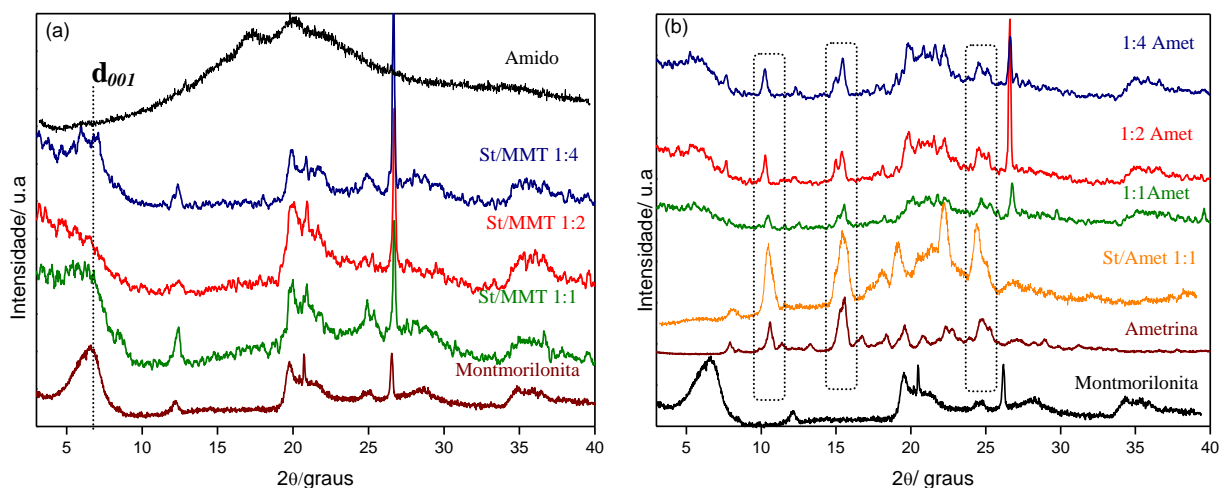 (a)
d001
Amido
St/MMT 1:4
St/MMT 1:2
St/MMT 1:1
Montmorilonita
Intensidade/ u.a
5 10 15 20 25 30 35 40
2θ/graus
(b)
1:4 Amet
1:2 Amet
1:1Amet
St/Amet 1:1
Ametrina
Montmorilonita
Intensidade/ u.a
5 10 15 20 25 30 35 40
2θ/ graus